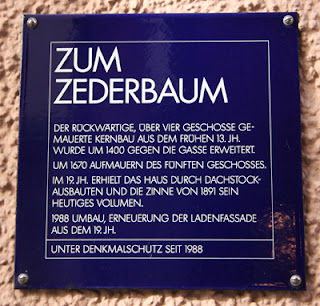 ZUM
ZEDERBAUM
DER RÜCKWÄRTIGE, ÜBER VIER GESCHOSSE GE-
MAUERTE KERNBAU AUS DEM FRÜHEN 13. JH.
WURDE UM 1400 GEGEN DIE GASSE ERWEITERT.
UM 1670 AUFMAUERN DES FÜNFTEN GESCHOSSES.
IM 19. JH. ERHIELT DAS HAUS DURCH DACHSTOCK-
AUSBAUTEN UND DIE ZINNE VON 1891 SEIN
HEUTIGES VOLUMEN.
1988 UMBAU, ERNEUERUNG DER LADENFASSADE
AUS DEM 19. JH.
UNTER DENKMALSCHUTZ SEIT 1988